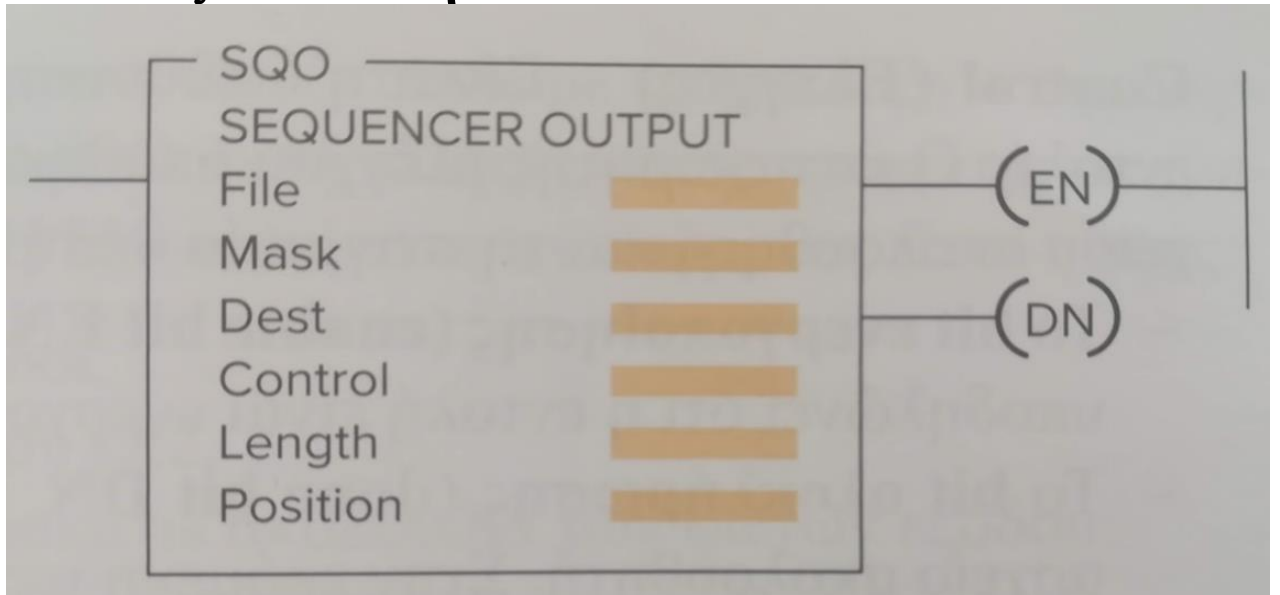 SQO
SEQUENCER OUTPUT
File
Mask
Dest
Control
Length
Position
EN
DN